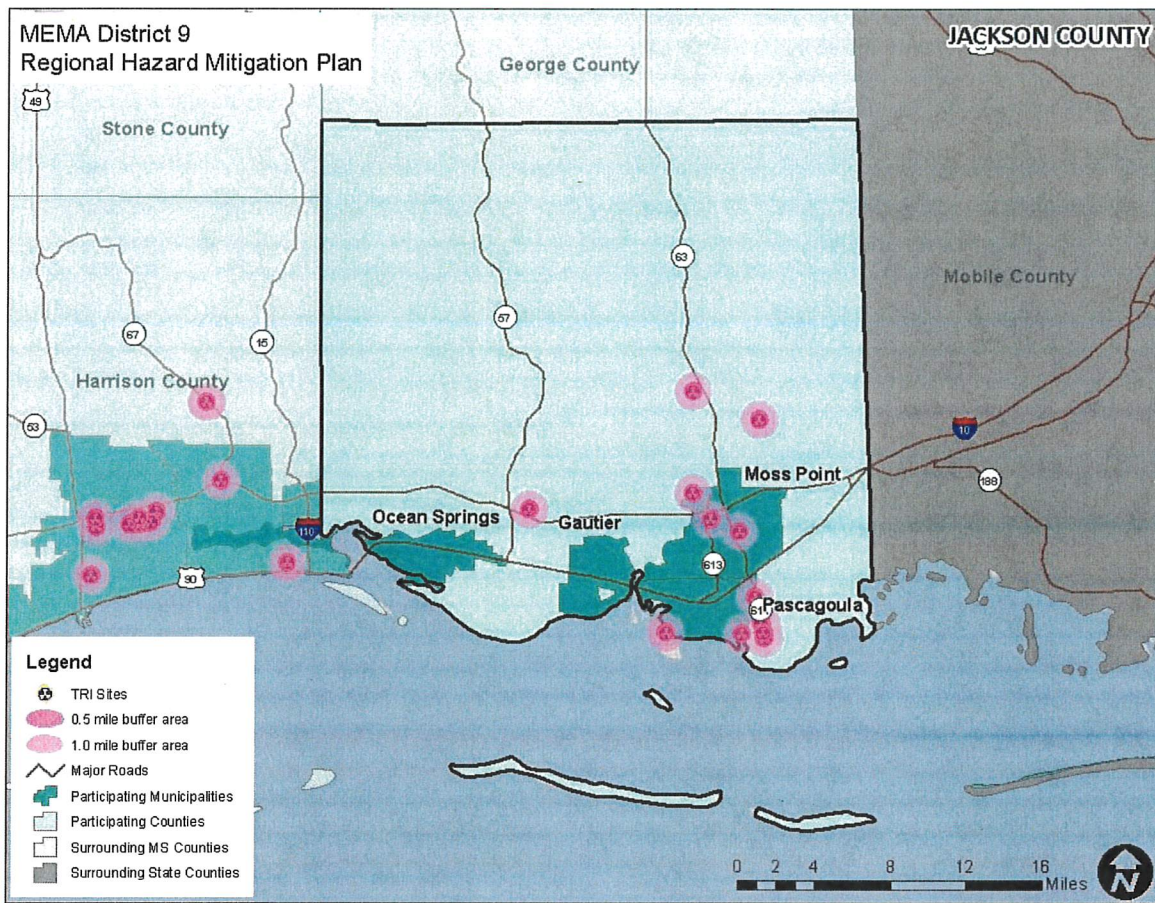 MEMA District 9
Regional Hazard Mitigation Plan
JACKSON COUNTY
George County
49
Stone County
63
Mobile County
57
67
15
Harrison County
53
10
Moss Point
188
Ocean Springs
Gautier
110
613
90
Pascagoula
Legend
TRI Sites
0.5 mile buffer area
1.0 mile buffer area
Major Roads
Participating Municipalities
Participating Counties
Surrounding MS Counties
Surrounding State Counties
0 2 4 8 12 16
Miles
N